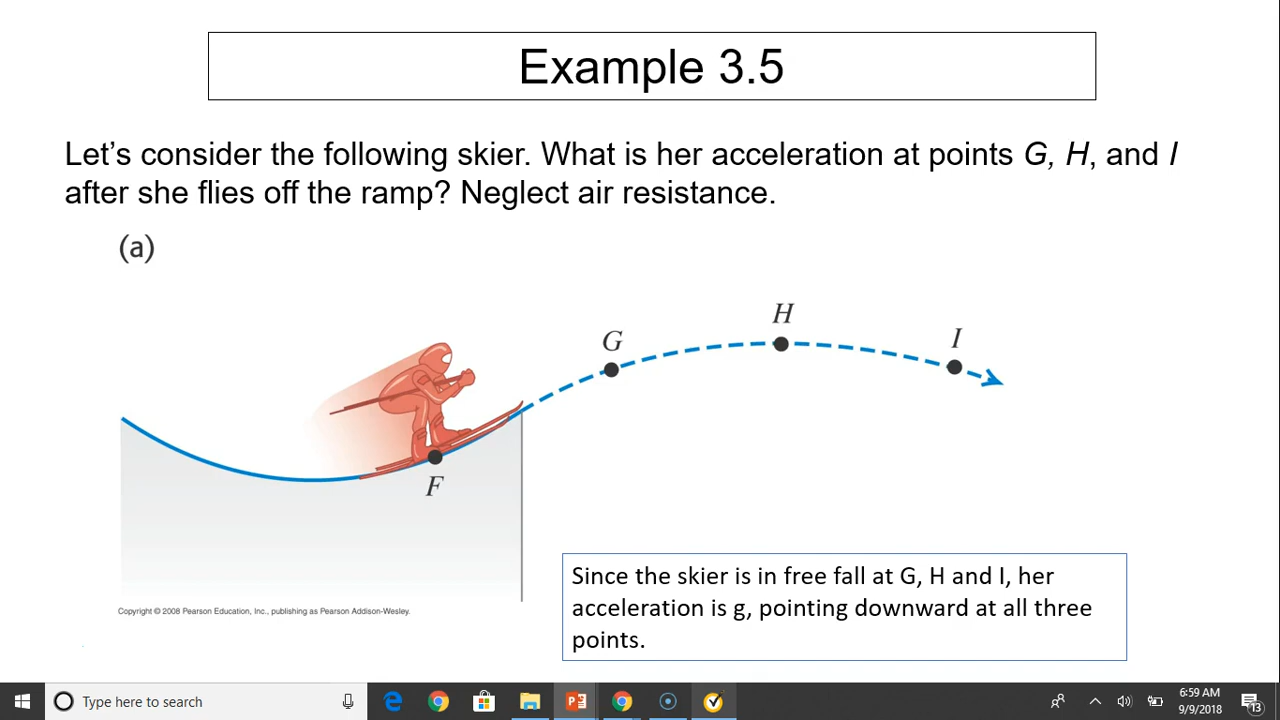 Example 3.5
Let's consider the following skier. What is her acceleration at points G, H, and I
after she flies off the ramp? Neglect air resistance.
(a)
H
G
I
F
Since the skier is in free fall at G, H and I, her
acceleration is g, pointing downward at all three
points.
Copyright © 2008 Pearson Education, Inc., publishing as Pearson Addison-Wesley.
Type here to search
6:59 AM
9/9/2018
13